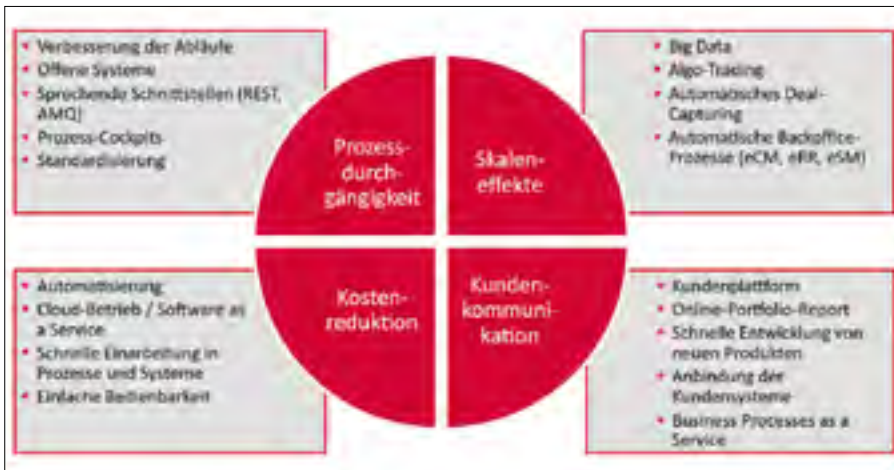 • Verbesserung der Abläufe
• Offene Systeme
• Sprechende Schnittstellen (REST,
AMQ)
• Prozess-Cockpits
• Standardisierung
Prozess-
durch-
gängigkeit
Skalen-
effekte
• Big Data
• Algo-Trading
• Automatisches Deal-
Capturing
• Automatische Backoffice-
Prozesse (eCM, eRR, eSM)
• Automatisierung
• Cloud-Betrieb / Software as
a Service
• Schnelle Einarbeitung in
Prozesse und Systeme
• Einfache Bedienbarkeit
Kosten-
reduktion
Kunden-
kommuni-
kation
• Kundenplattform
• Online-Portfolio-Report
• Schnelle Entwicklung von
neuen Produkten
• Anbindung der
Kundensysteme
• Business Processes as a
Service